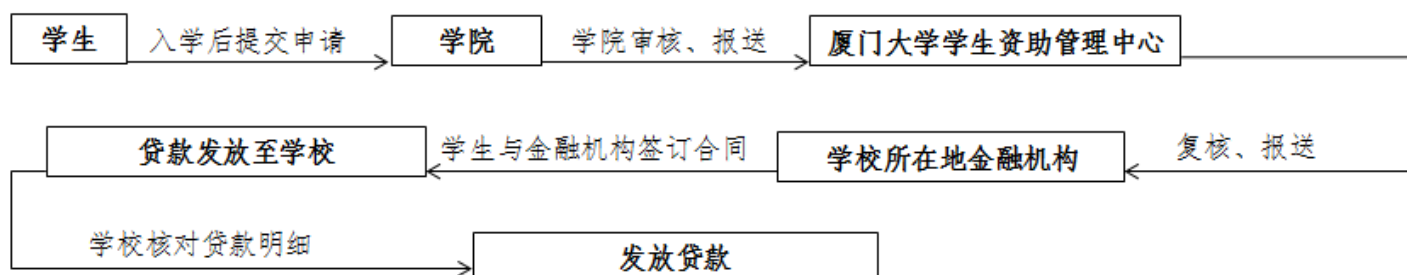 学生 入学后提交申请 学院 学院审核、报送 厦门大学学生资助管理中心
贷款发放至学校 学生与金融机构签订合同 学校所在地金融机构 复核、报送
学校核对贷款明细 发放贷款